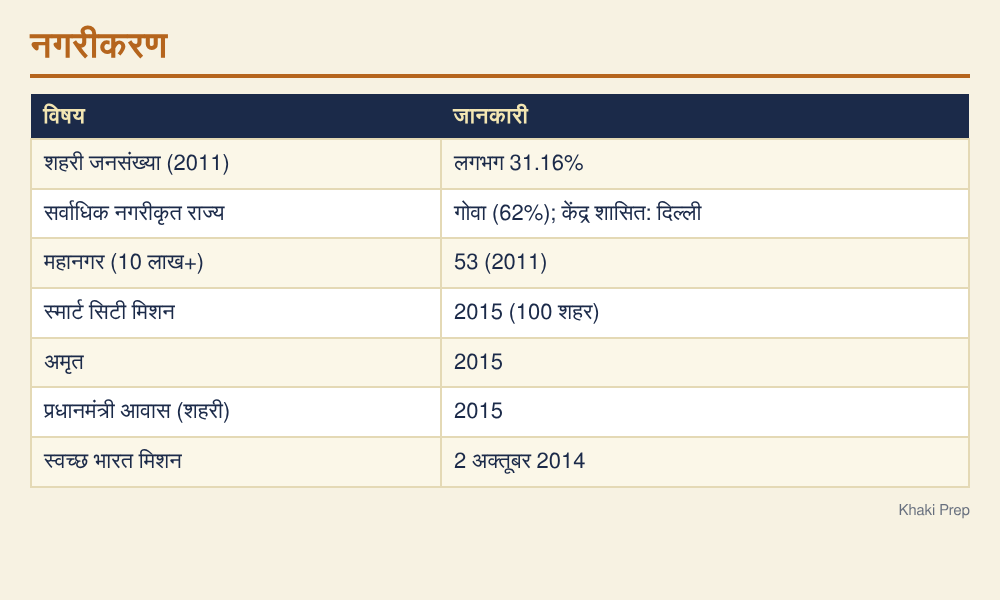 नगरीकरण
विषय जानकारी
शहरी जनसंख्या (2011) लगभग 31.16%
सर्वाधिक नगरीकृत राज्य गोवा (62%); केंद्र शासित: दिल्ली
महानगर (10 लाख+) 53 (2011)
स्मार्ट सिटी मिशन 2015 (100 शहर)
अमृत 2015
प्रधानमंत्री आवास (शहरी) 2015
स्वच्छ भारत मिशन 2 अक्तूबर 2014
Khaki Prep